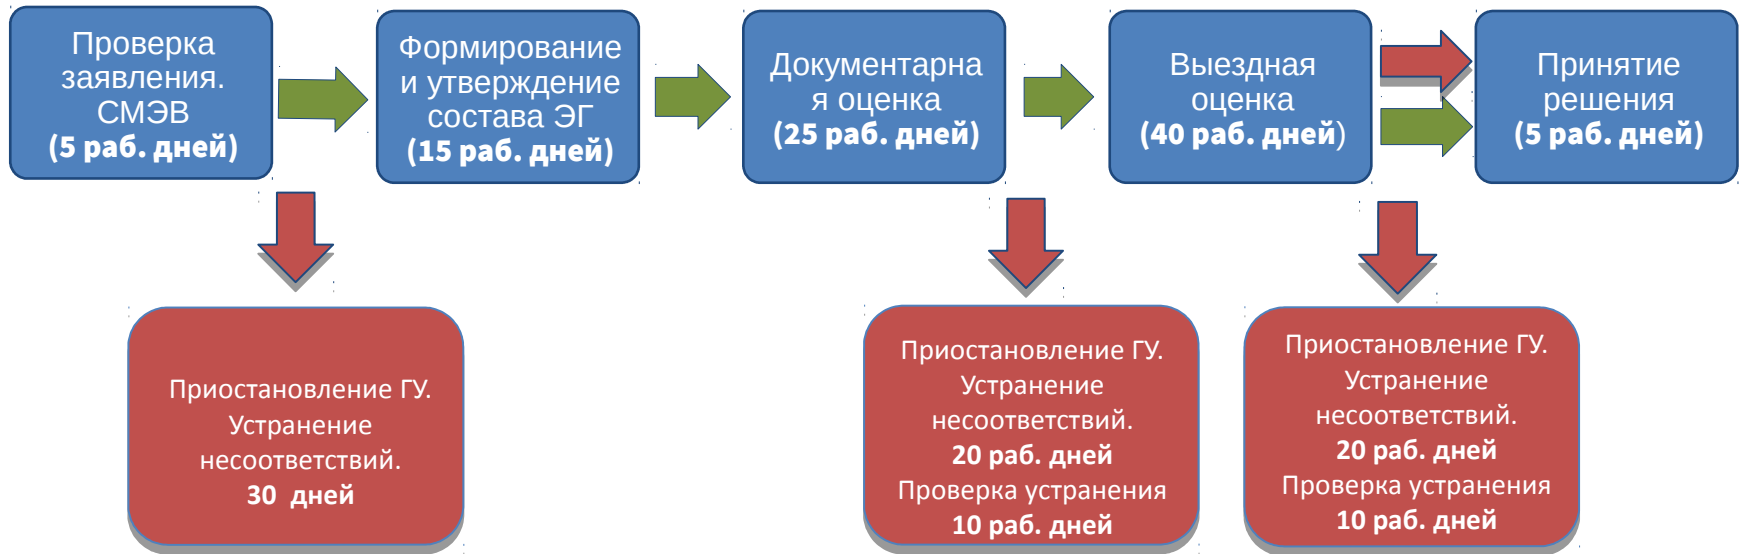 Проверка
заявления.
СМЭВ
(5 раб. дней)
Формирование
и утверждение
состава ЭГ
(15 раб. дней)
Документарна
я оценка
(25 раб. дней)
Выездная
оценка
(40 раб. дней)
Принятие
решения
(5 раб. дней)
Приостановление ГУ.
Устранение
несоответствий.
30 дней
Приостановление ГУ.
Устранение
несоответствий.
20 раб. дней
Проверка устранения
10 раб. дней
Приостановление ГУ.
Устранение
несоответствий.
20 раб. дней
Проверка устранения
10 раб. дней